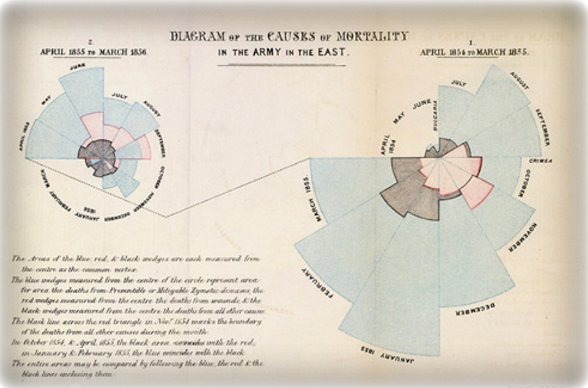 DIAGRAM OF THE CAUSES OF MORTALITY
IN THE ARMY IN THE EAST.
2.
APRIL 1855 TO MARCH 1856.
1.
APRIL 1854 TO MARCH 1855.
APRIL 1855
MAY
JUNE
JULY
AUGUST
SEPTEMBER
OCTOBER
NOVEMBER
DECEMBER
JANUARY
1856
FEBRUARY
MARCH
APRIL
1854
MAY
JUNE
BULGARIA
JULY
AUGUST
SEPTEMBER
CRIMEA
OCTOBER
NOVEMBER
DECEMBER
JANUARY 1855
FEBRUARY
MARCH 1855
The Areas of the blue, red, & black wedges are each measured from
the centre as the common vertex.
The blue wedges measured from the centre of the circle represent area
for area the deaths from Preventible or Mitigable Zymotic diseases, the
red wedges measured from the centre the deaths from wounds, & the
black wedges measured from the centre the deaths from all other causes.
The black line across the red triangle in Nov.r 1854 marks the boundary
of the deaths from all other causes during the month.
In October 1854, & April 1855, the black area coincides with the red,
in January & February 1855, the blue coincides with the black.
The entire areas may be compared by following the blue, the red & the
black lines enclosing them.